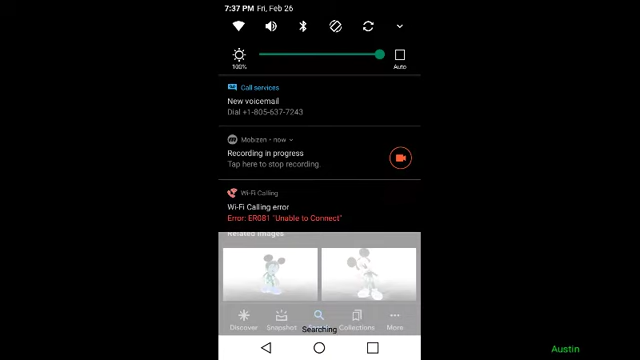 7:37 PM Fri, Feb 26
100%
Auto
Call services
New voicemail
Dial +1-805-637-7243
Mobizen • now
Recording in progress
Tap here to stop recording.
Wi-Fi Calling
Wi-Fi Calling error
Error: ER081 "Unable to Connect"
Related Images
Discover
Snapshot
Collections
More
Searching
Austin